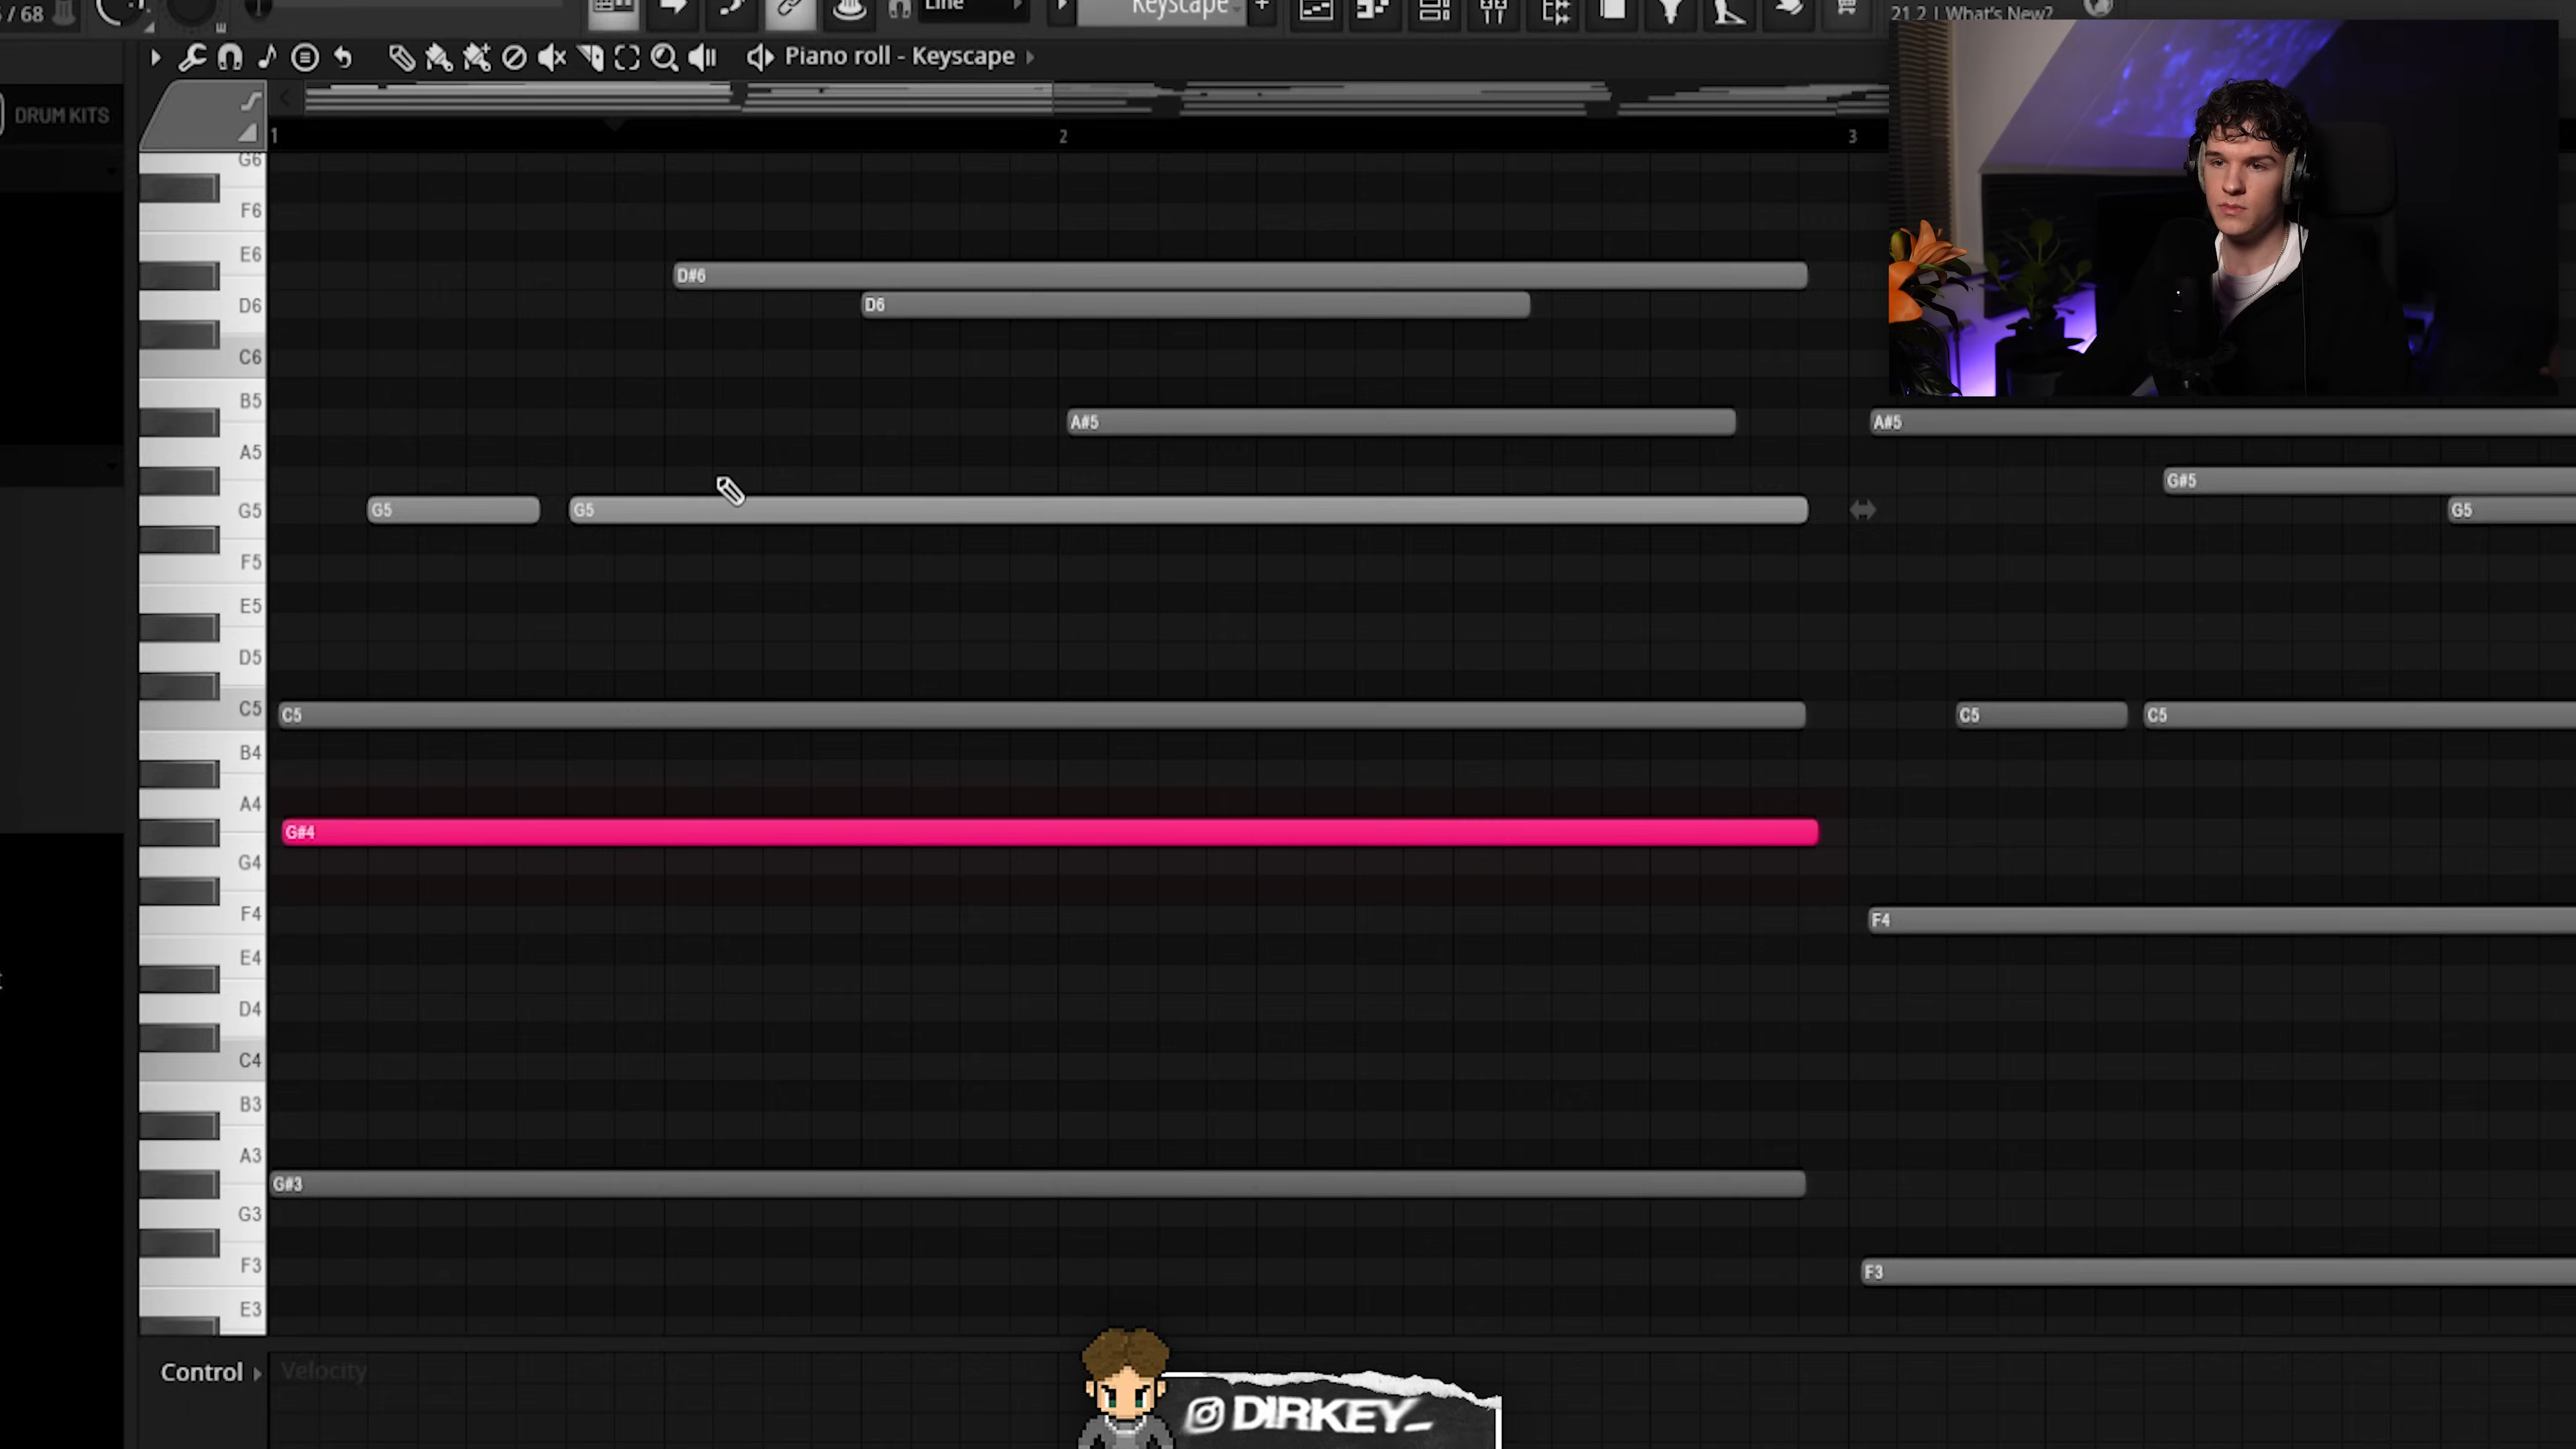 / 68
Line
Keyscape
+
21.2 | What's New?
Piano roll - Keyscape
DRUM KITS
1
2
3
G6
F6
E6
D#6
D6
D6
C6
B5
A#5
A#5
A5
G#5
G5
G5
G5
G5
F5
E5
D5
C5
C5
C5
C5
B4
A4
G#4
G4
F4
F4
E4
D4
C4
B3
A3
G#3
G3
F3
F3
E3
Control
Velocity
DIRKEY_